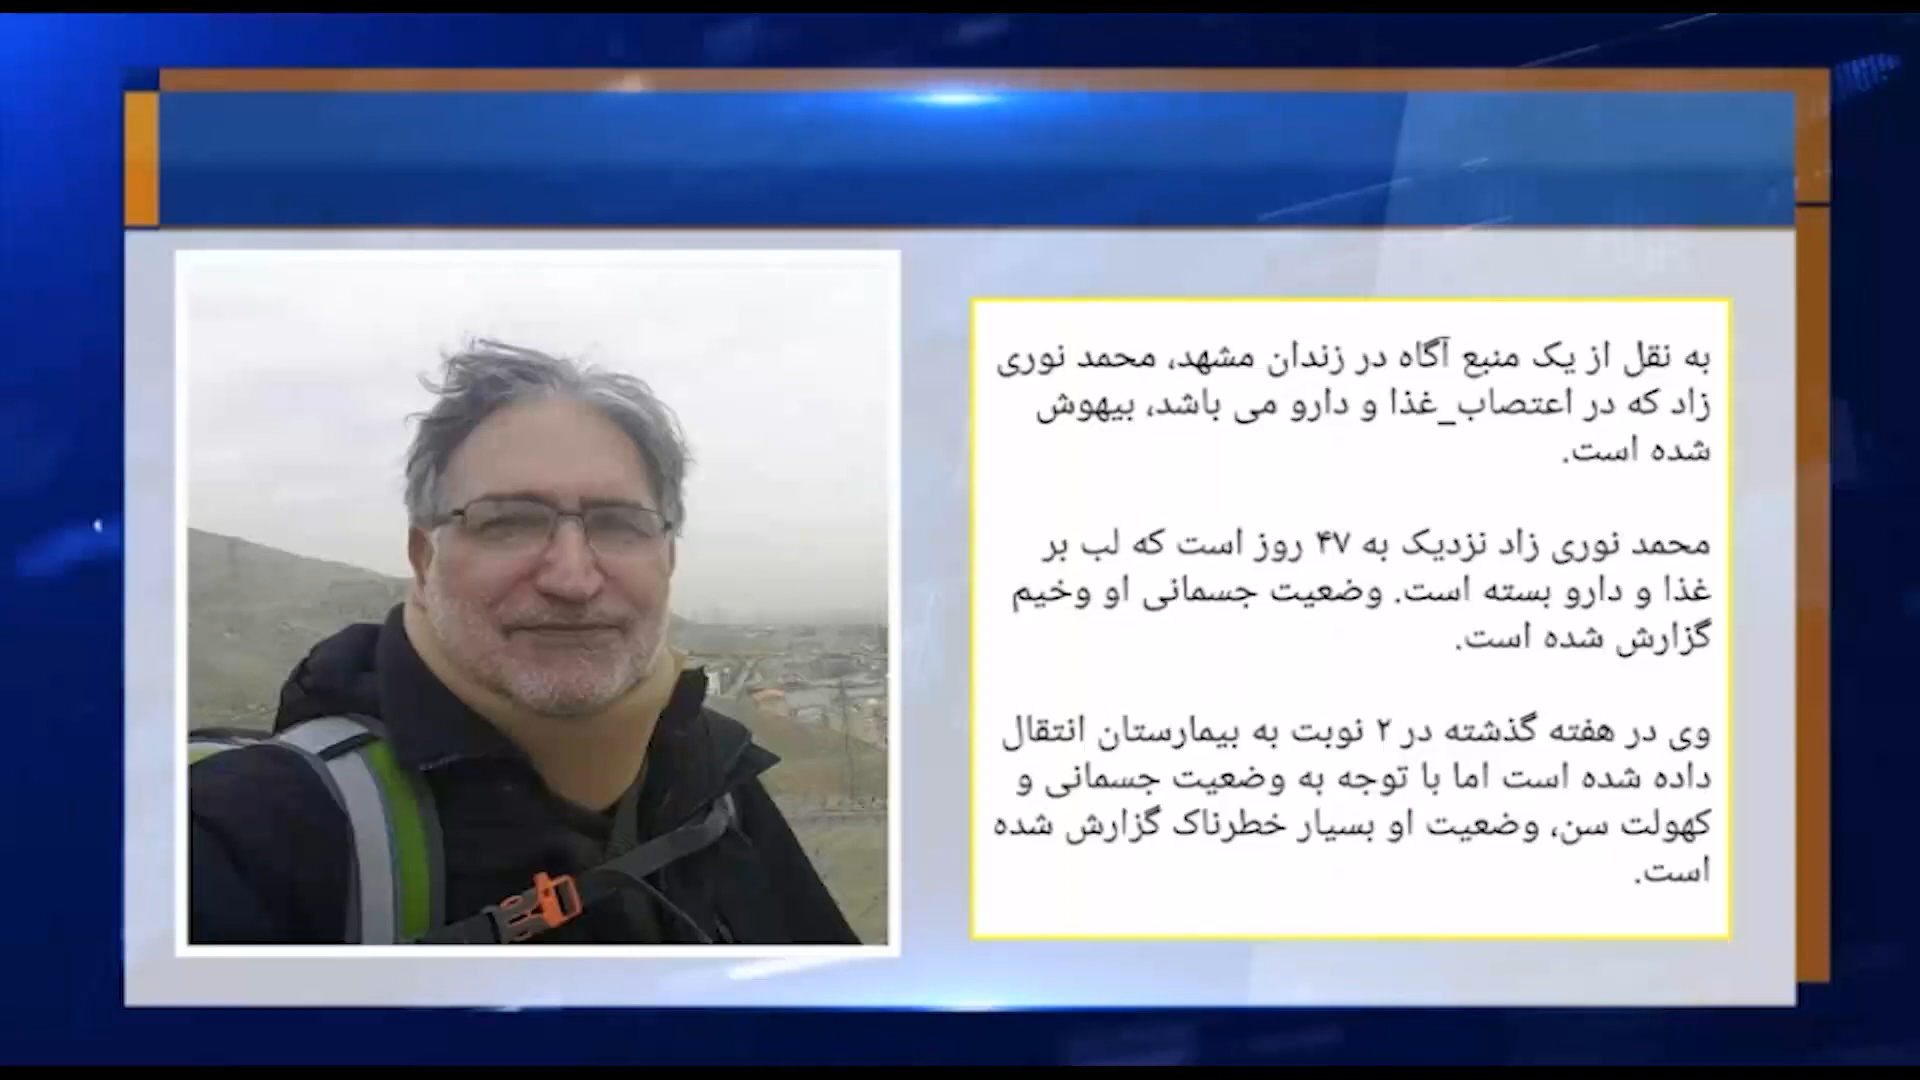 به نقل از یک منبع آگاه در زندان مشهد، محمد نوری
زاد که در اعتصاب_غذا و دارو می باشد، بیهوش
شده است.
محمد نوری زاد نزدیک به ۴۷ روز است که لب بر
غذا و دارو بسته است. وضعیت جسمانی او وخیم
گزارش شده است.
وی در هفته گذشته در ۲ نوبت به بیمارستان انتقال
داده شده است اما با توجه به وضعیت جسمانی و
کهولت سن، وضعیت او بسیار خطرناک گزارش شده
است.